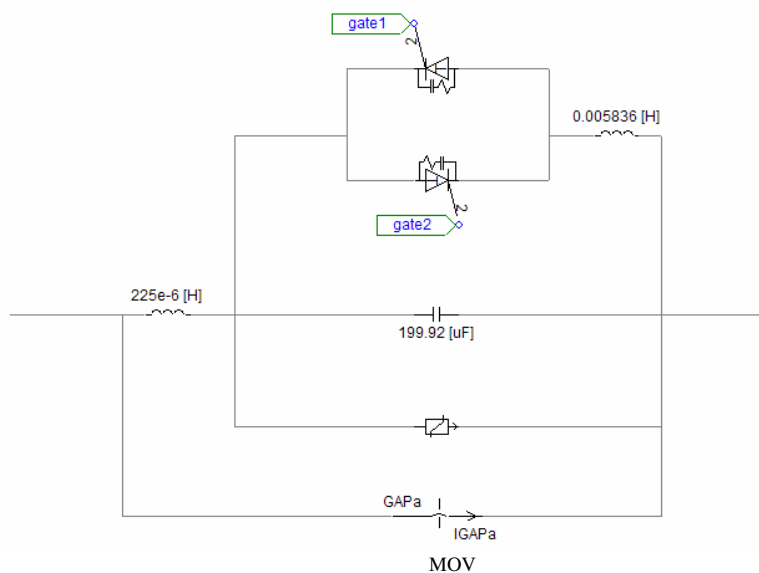 gate1
2
0.005836 [H]
2
gate2
225e-6 [H]
199.92 [uF]
GAPa
IGAPa
MOV